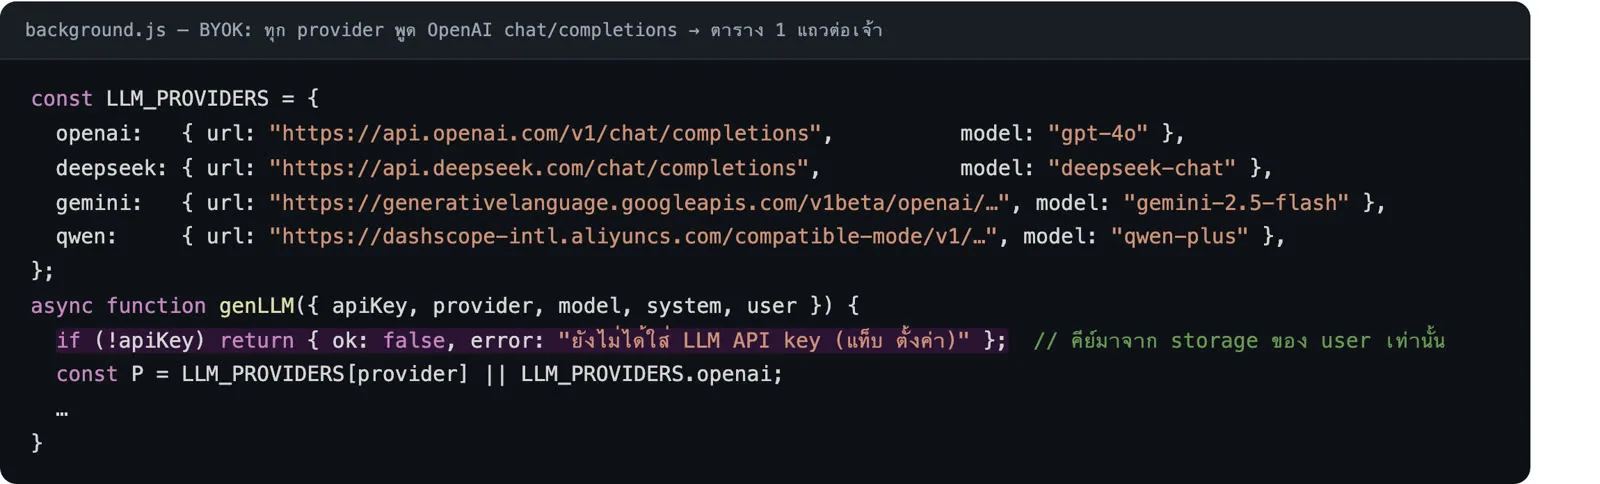 background.js — BYOK: ทุก provider พูด OpenAI chat/completions → ตาราง 1 แถวต่อเจ้า
const LLM_PROVIDERS = {
  openai:   { url: "https://api.openai.com/v1/chat/completions",          model: "gpt-4o" },
  deepseek: { url: "https://api.deepseek.com/chat/completions",           model: "deepseek-chat" },
  gemini:   { url: "https://generativelanguage.googleapis.com/v1beta/openai/…", model: "gemini-2.5-flash" },
  qwen:     { url: "https://dashscope-intl.aliyuncs.com/compatible-mode/v1/…", model: "qwen-plus" },
};
async function genLLM({ apiKey, provider, model, system, user }) {
  if (!apiKey) return { ok: false, error: "ยังไม่ได้ใส่ LLM API key (แท็บ ตั้งค่า)" };  // คีย์มาจาก storage ของ user เท่านั้น
  const P = LLM_PROVIDERS[provider] || LLM_PROVIDERS.openai;
  …
}